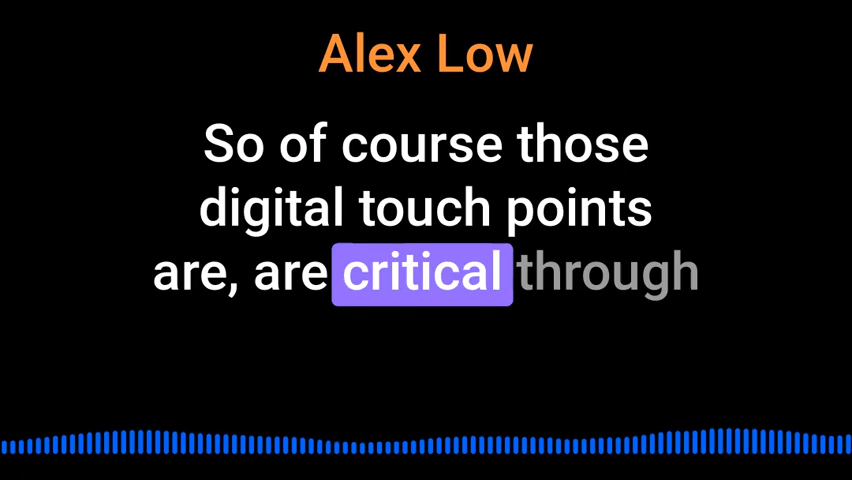 Alex Low
So of course those
digital touch points
are, are critical through